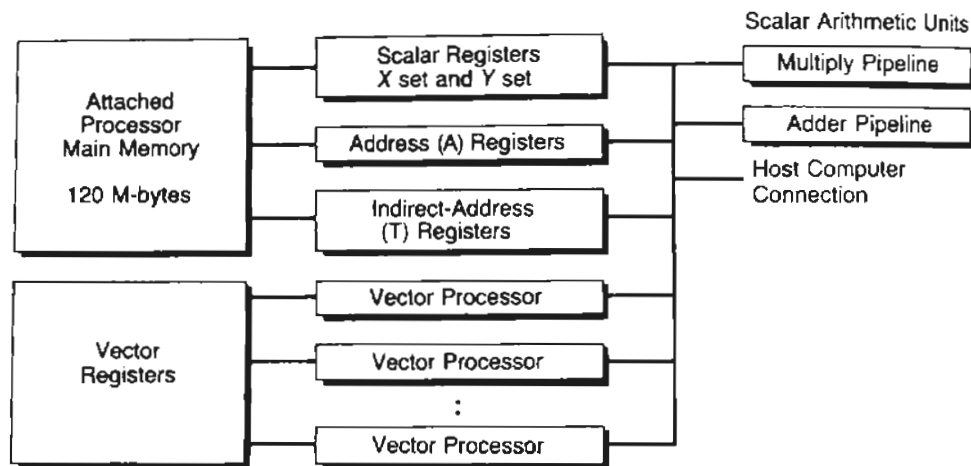 Attached
Processor
Main Memory
120 M-bytes
Scalar Registers
X set and Y set
Address (A) Registers
Indirect-Address
(T) Registers
Scalar Arithmetic Units
Multiply Pipeline
Adder Pipeline
Host Computer
Connection
Vector
Registers
Vector Processor
Vector Processor
:
Vector Processor